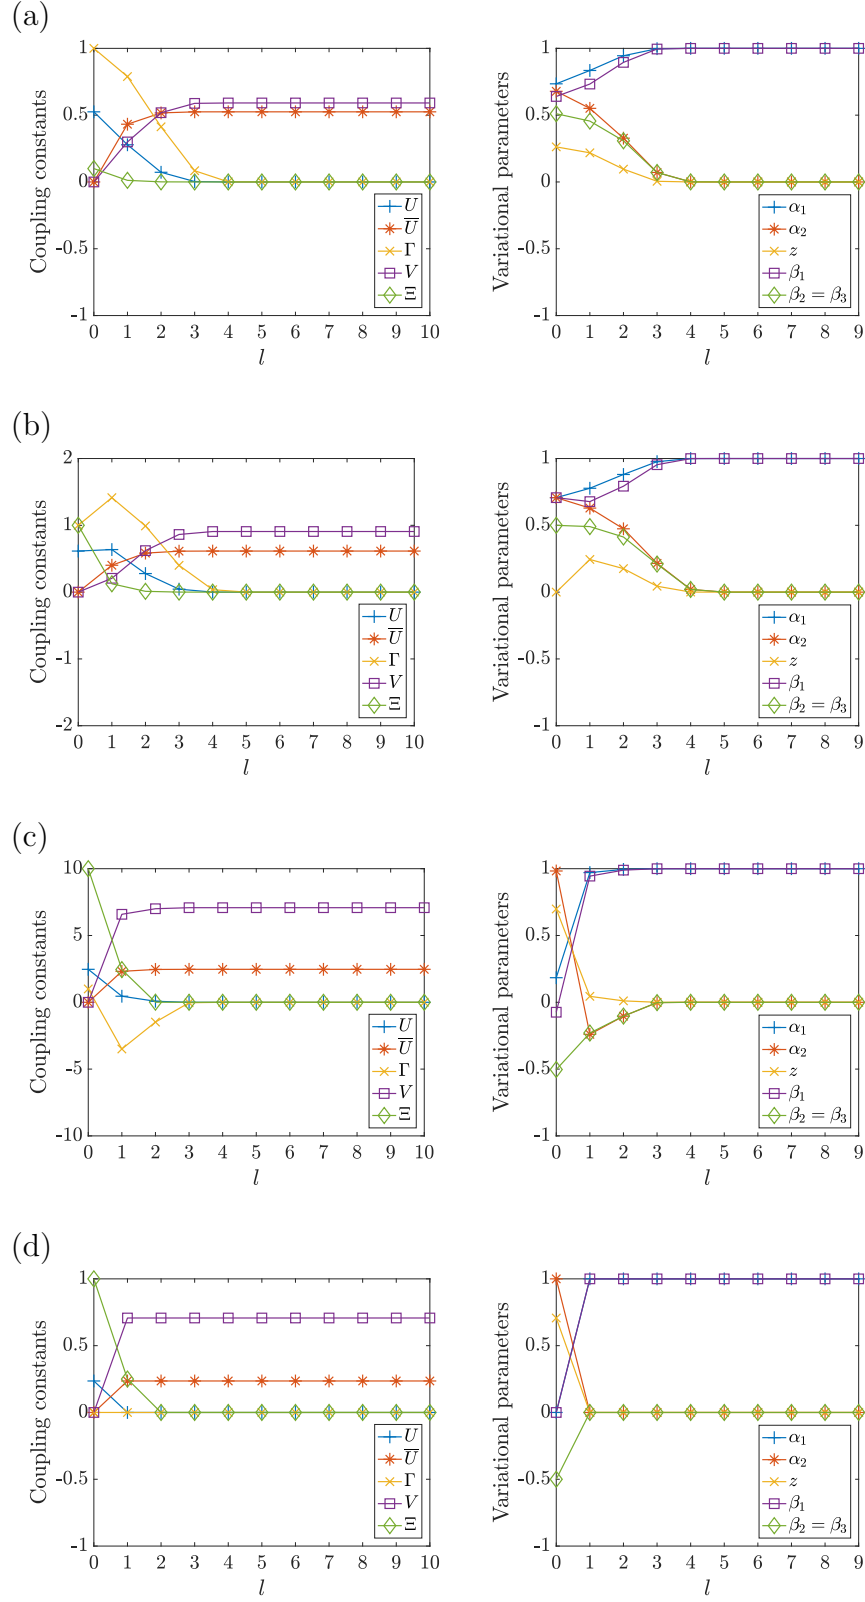 (a)
1
0.5
0
-0.5
-1
Coupling constants
0 1 2 3 4 5 6 7 8 9 10
l
U
U̅
Γ
V
Ξ
1
0.5
0
-0.5
-1
Variational parameters
0 1 2 3 4 5 6 7 8 9
l
α₁
α₂
z
β₁
β₂ = β₃
(b)
2
1
0
-1
-2
Coupling constants
0 1 2 3 4 5 6 7 8 9 10
l
U
U̅
Γ
V
Ξ
1
0.5
0
-0.5
-1
Variational parameters
0 1 2 3 4 5 6 7 8 9
l
α₁
α₂
z
β₁
β₂ = β₃
(c)
10
5
0
-5
-10
Coupling constants
0 1 2 3 4 5 6 7 8 9 10
l
U
U̅
Γ
V
Ξ
1
0.5
0
-0.5
-1
Variational parameters
0 1 2 3 4 5 6 7 8 9
l
α₁
α₂
z
β₁
β₂ = β₃
(d)
1
0.5
0
-0.5
-1
Coupling constants
0 1 2 3 4 5 6 7 8 9 10
l
U
U̅
Γ
V
Ξ
1
0.5
0
-0.5
-1
Variational parameters
0 1 2 3 4 5 6 7 8 9
l
α₁
α₂
z
β₁
β₂ = β₃